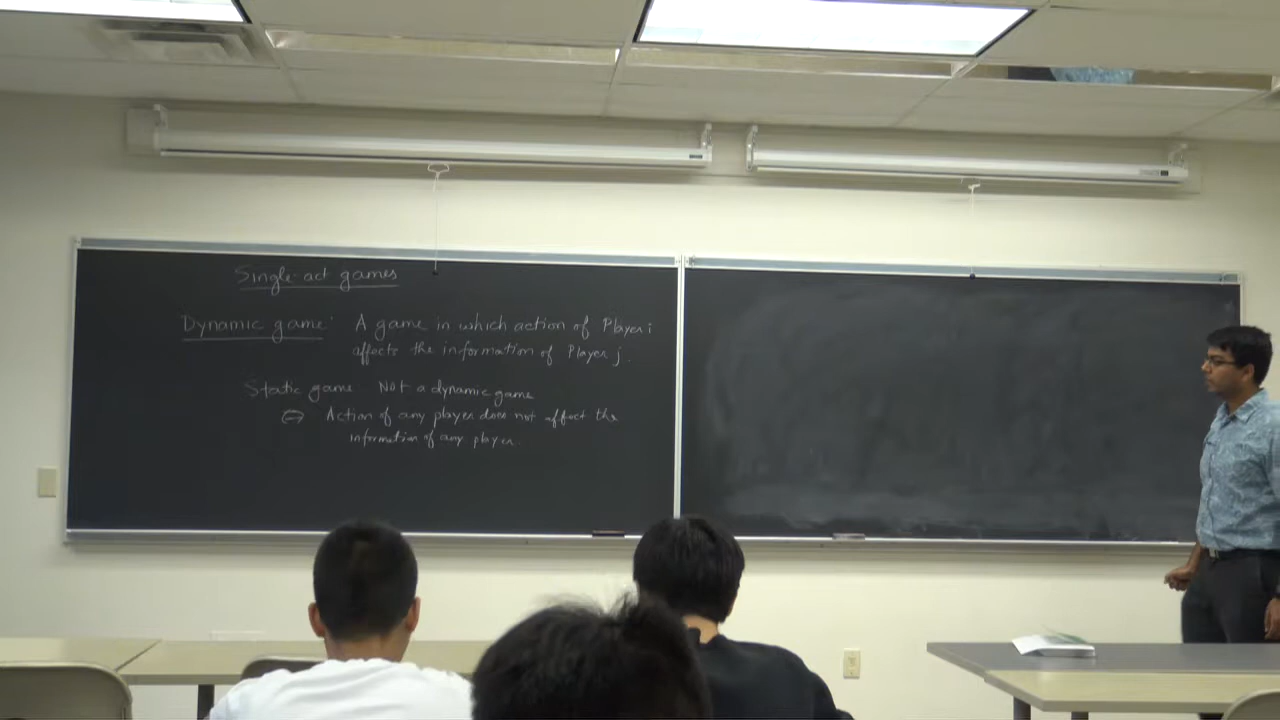 Single-act games
Dynamic game: A game in which action of Player i
affects the information of Player j.
Static game Not a dynamic game
⇔ Action of any player does not affect the
information of any player.